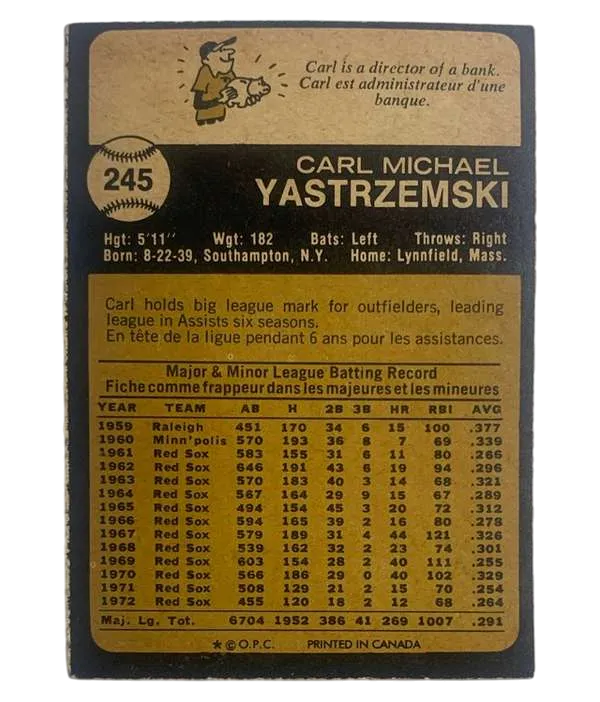 Carl is a director of a bank.
Carl est administrateur d'une
banque.
245
CARL MICHAEL
YASTRZEMSKI
Hgt: 5'11" Wgt: 182 Bats: Left Throws: Right
Born: 8-22-39, Southampton, N.Y. Home: Lynnfield, Mass.
Carl holds big league mark for outfielders, leading
league in Assists six seasons.
En tête de la ligue pendant 6 ans pour les assistances.
Major & Minor League Batting Record
Fiche comme frappeur dans les majeures et les mineures
YEAR TEAM AB H 2B 3B HR RBI AVG
1959 Raleigh 451 170 34 6 15 100 .377
1960 Minn'polis 570 193 36 8 7 69 .339
1961 Red Sox 583 155 31 6 11 80 .266
1962 Red Sox 646 191 43 6 19 94 .296
1963 Red Sox 570 183 40 3 14 68 .321
1964 Red Sox 567 164 29 9 15 67 .289
1965 Red Sox 494 154 45 3 20 72 .312
1966 Red Sox 594 165 39 2 16 80 .278
1967 Red Sox 579 189 31 4 44 121 .326
1968 Red Sox 539 162 32 2 23 74 .301
1969 Red Sox 603 154 28 2 40 111 .255
1970 Red Sox 566 186 29 0 40 102 .329
1971 Red Sox 508 129 21 2 15 70 .254
1972 Red Sox 455 120 18 2 12 68 .264
Maj. Lg. Tot. 6704 1952 386 41 269 1007 .291
★ © O.P.C. PRINTED IN CANADA